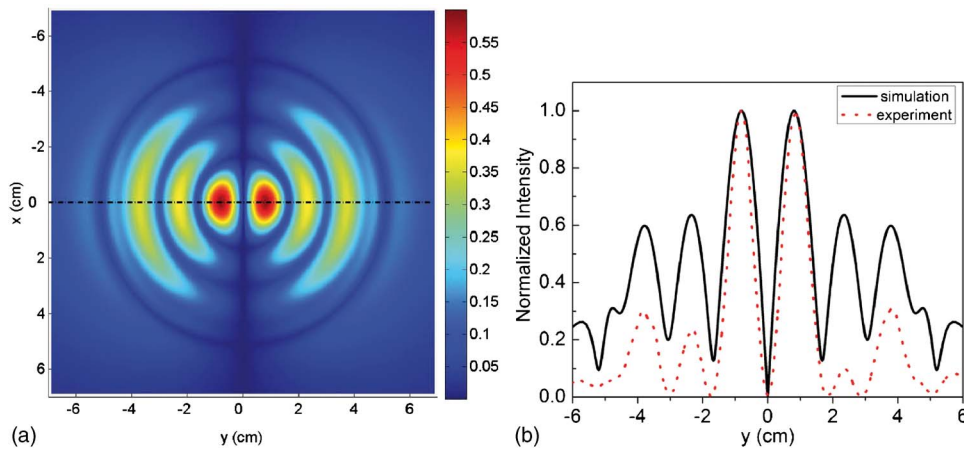 -6
-4
-2
0
2
4
6
x (cm)
-6 -4 -2 0 2 4 6
y (cm)
0.55
0.5
0.45
0.4
0.35
0.3
0.25
0.2
0.15
0.1
0.05
(a)
simulation
experiment
1.0
0.8
0.6
0.4
0.2
0.0
Normalized Intensity
-6 -4 -2 0 2 4 6
y (cm)
(b)